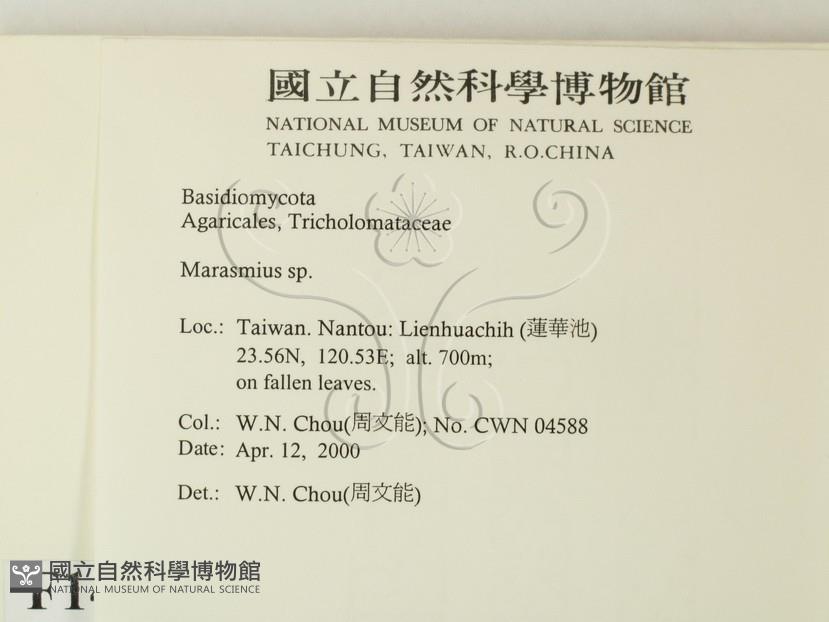 國立自然科學博物館
NATIONAL MUSEUM OF NATURAL SCIENCE
TAICHUNG, TAIWAN, R.O.CHINA
Basidiomycota
Agaricales, Tricholomataceae
Marasmius sp.
Loc.: Taiwan. Nantou: Lienhuachih (蓮華池)
23.56N, 120.53E; alt. 700m;
on fallen leaves.
Col.: W.N. Chou(周文能); No. CWN 04588
Date: Apr. 12, 2000
Det.: W.N. Chou(周文能)
國立自然科學博物館
NATIONAL MUSEUM OF NATURAL SCIENCE